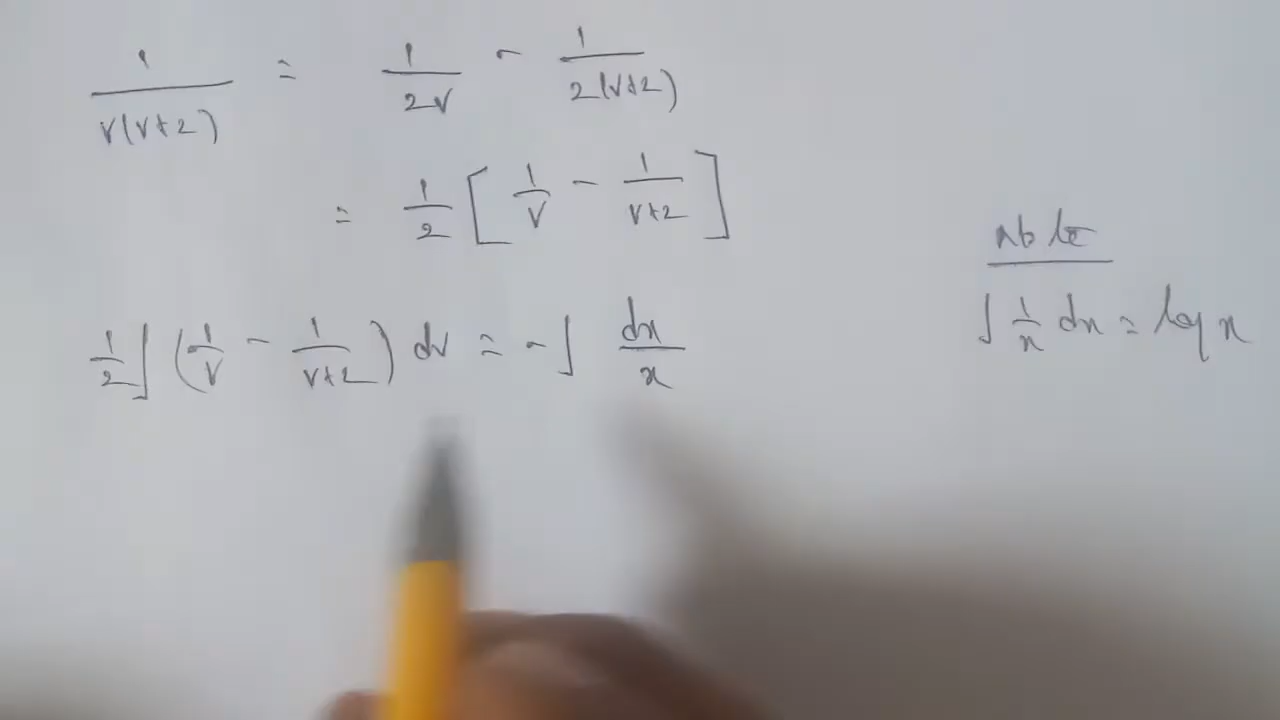 1/(v(v+2)) = 1/(2v) - 1/(2(v+2))
= 1/2 [ 1/v - 1/(v+2) ]
1/2 ∫ (1/v - 1/(v+2)) dv = - ∫ dx/x
Note
∫ 1/x dx = log x